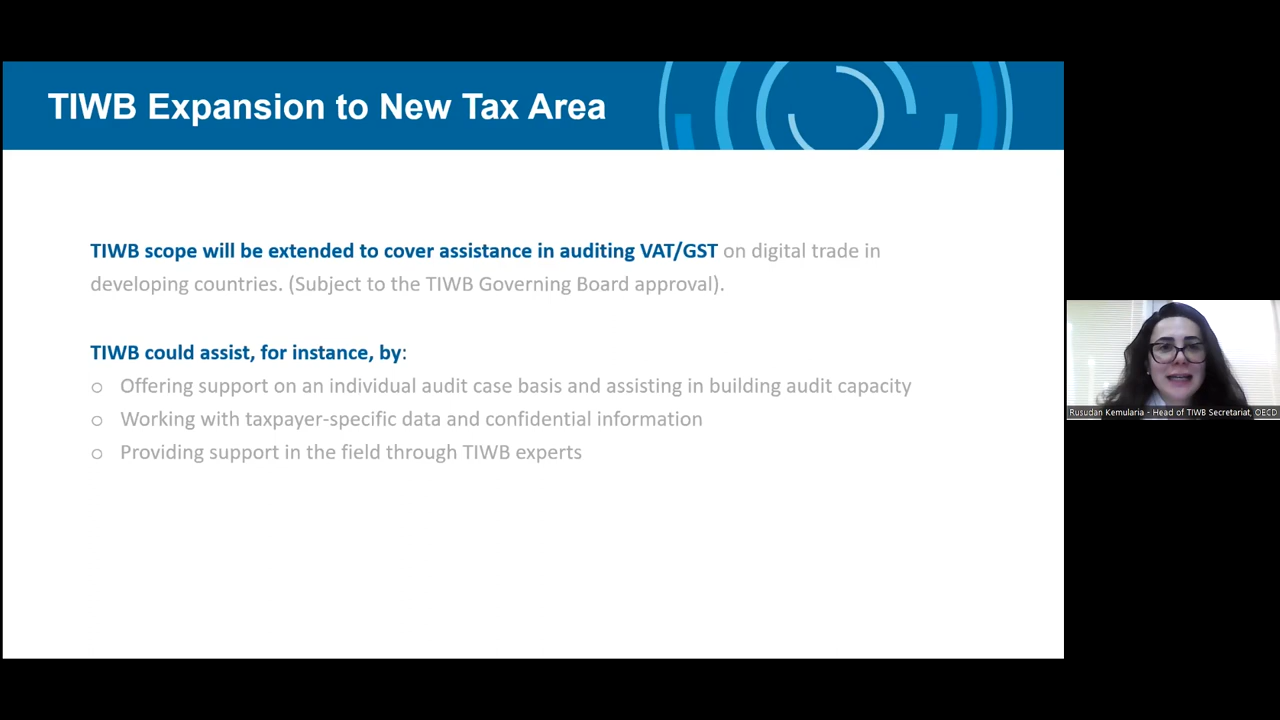 TIWB Expansion to New Tax Area
TIWB scope will be extended to cover assistance in auditing VAT/GST on digital trade in
developing countries. (Subject to the TIWB Governing Board approval).
TIWB could assist, for instance, by:
o Offering support on an individual audit case basis and assisting in building audit capacity
o Working with taxpayer-specific data and confidential information
o Providing support in the field through TIWB experts
Rusudan Kemularia - Head of TIWB Secretariat, OECD